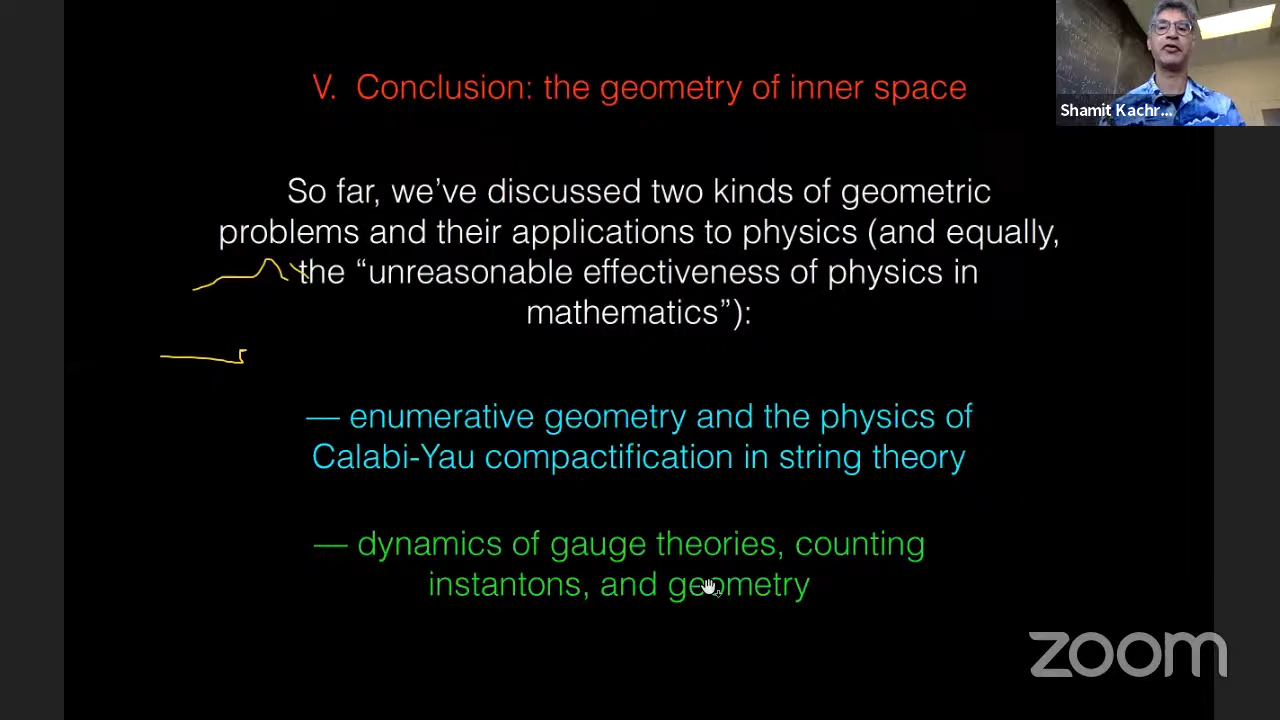 V. Conclusion: the geometry of inner space
Shamit Kachr...
So far, we’ve discussed two kinds of geometric
problems and their applications to physics (and equally,
the “unreasonable effectiveness of physics in
mathematics”):
— enumerative geometry and the physics of
Calabi-Yau compactification in string theory
— dynamics of gauge theories, counting
instantons, and geometry
zoom